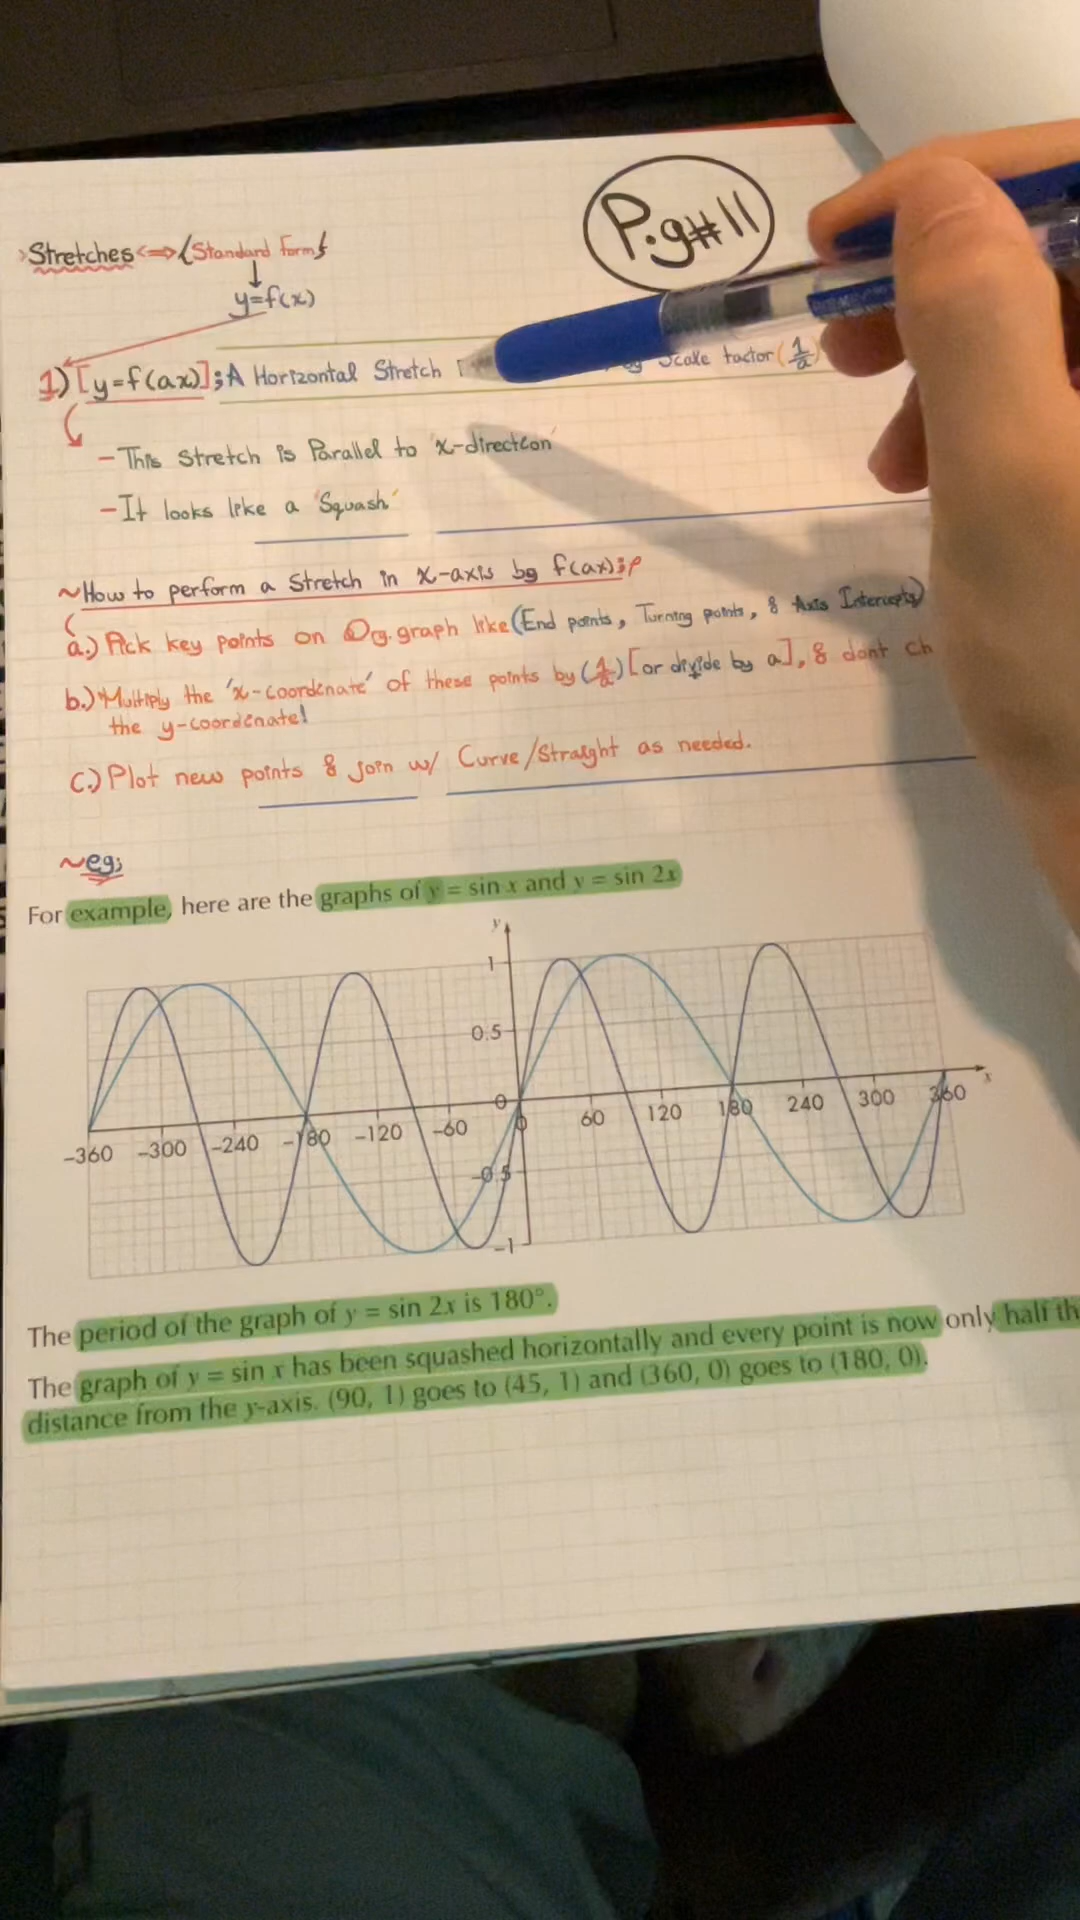 P.g#11
Stretches <=> {Standard form}
y=f(x)
1) [y=f(ax)]; A Horizontal Stretch by Scale factor (1/a)
- This Stretch is Parallel to 'x-direction'
- It looks like a 'Squash'
~How to perform a Stretch in x-axis by f(ax);
a.) Pick key points on Og. graph like (End points, Turning points, & Axis Intercepts)
b.) Multiply the 'x-coordinate' of these points by (1/a) [or divide by a], & dont ch
the y-coordinate!
c.) Plot new points & join w/ Curve/Straight as needed.
~eg;
For example, here are the graphs of y = sin x and y = sin 2x
y
1
0.5
0
-0.5
-1
-360 -300 -240 -180 -120 -60 0 60 120 180 240 300 360 x
The period of the graph of y = sin 2x is 180°.
The graph of y = sin x has been squashed horizontally and every point is now only half th
distance from the y-axis. (90, 1) goes to (45, 1) and (360, 0) goes to (180, 0).